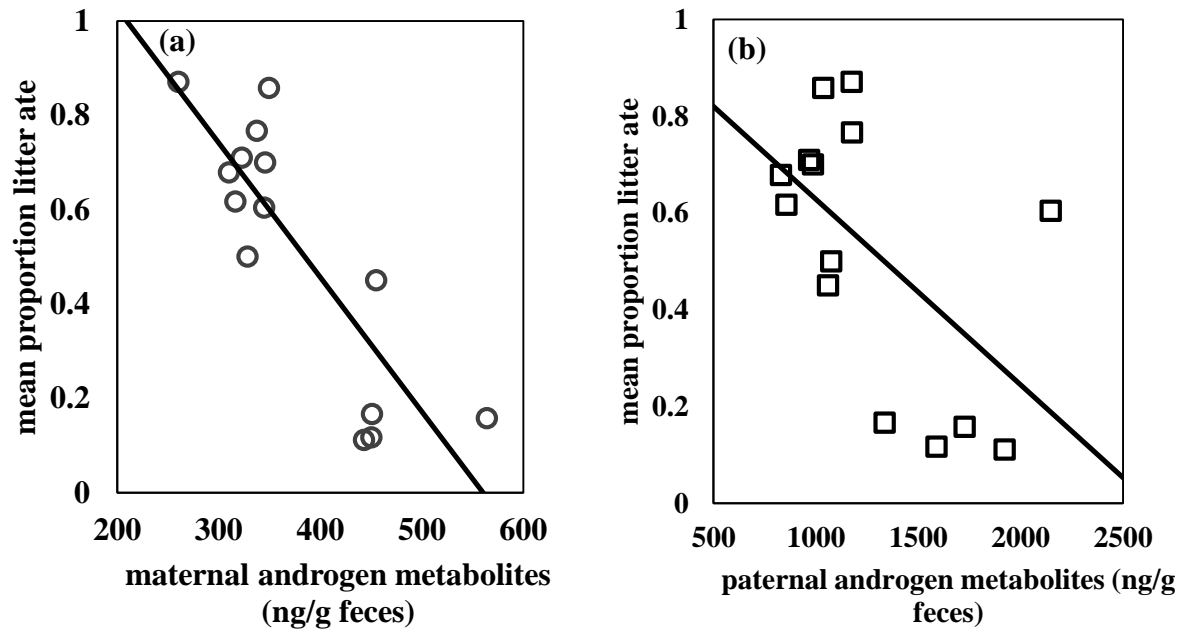 (a)
mean proportion litter ate
1
0.8
0.6
0.4
0.2
0
200 300 400 500 600
maternal androgen metabolites
(ng/g feces)
(b)
mean proportion litter ate
1
0.8
0.6
0.4
0.2
0
500 1000 1500 2000 2500
paternal androgen metabolites (ng/g
feces)